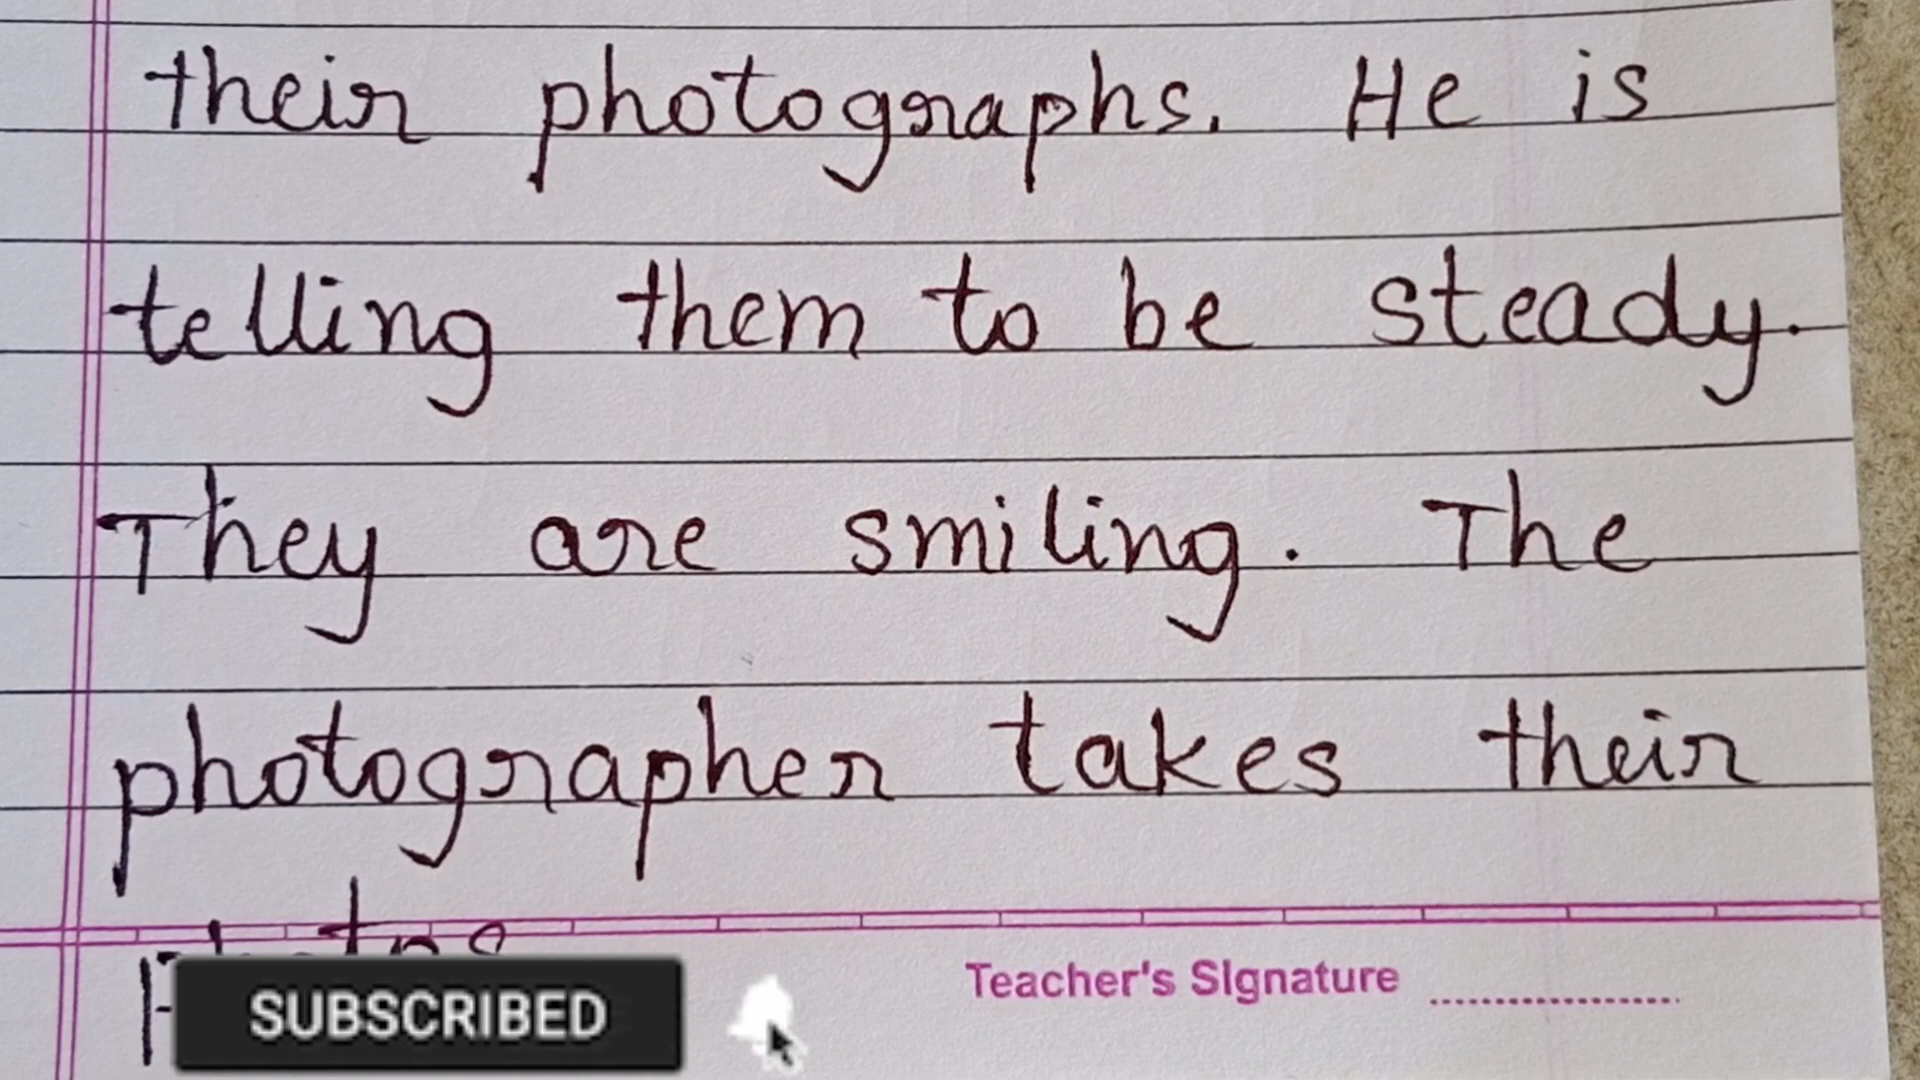 their photographs. He is
telling them to be steady.
They are smiling. The
photographer takes their
SUBSCRIBED
Teacher's SIgnature ....................